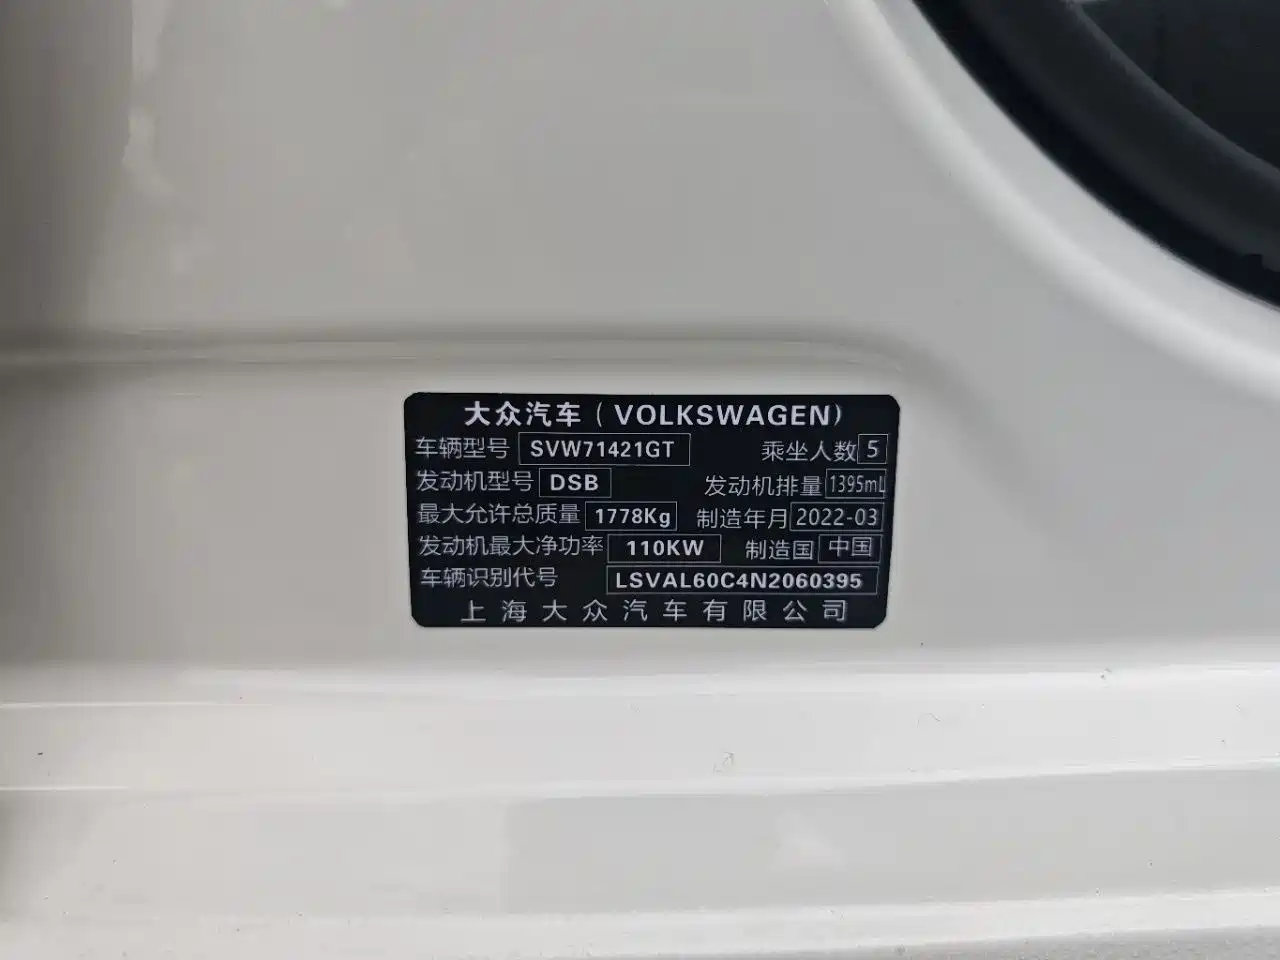 大众汽车(VOLKSWAGEN)
车辆型号 SVW71421GT 乘坐人数 5
发动机型号 DSB 发动机排量 1395mL
最大允许总质量 1778Kg 制造年月 2022-03
发动机最大净功率 110KW 制造国 中国
车辆识别代号 LSVAL60C4N2060395
上海大众汽车有限公司